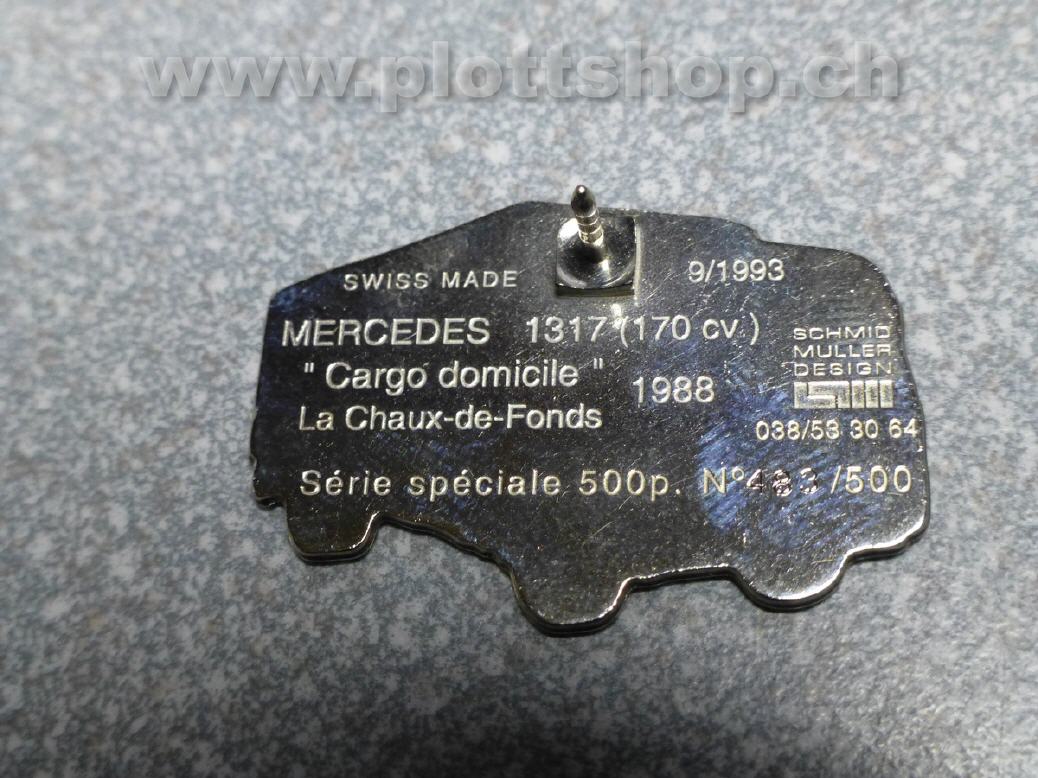 www.plottshop.ch
SWISS MADE 9/1993
MERCEDES 1317 (170 cv.)
" Cargo domicile " 1988
La Chaux-de-Fonds
SCHMID
MULLER
DESIGN
038/53 30 64
Série spéciale 500p. N° 483 /500